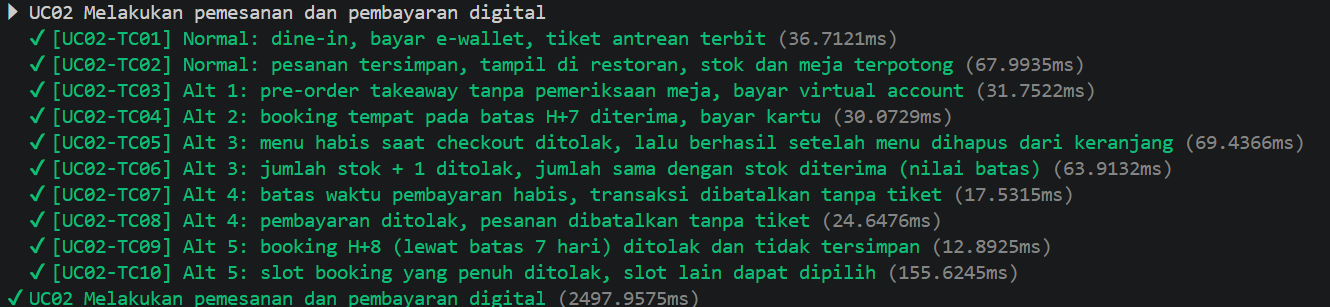 ▶ UC02 Melakukan pemesanan dan pembayaran digital
✓ [UC02-TC01] Normal: dine-in, bayar e-wallet, tiket antrean terbit (36.7121ms)
✓ [UC02-TC02] Normal: pesanan tersimpan, tampil di restoran, stok dan meja terpotong (67.9935ms)
✓ [UC02-TC03] Alt 1: pre-order takeaway tanpa pemeriksaan meja, bayar virtual account (31.7522ms)
✓ [UC02-TC04] Alt 2: booking tempat pada batas H+7 diterima, bayar kartu (30.0729ms)
✓ [UC02-TC05] Alt 3: menu habis saat checkout ditolak, lalu berhasil setelah menu dihapus dari keranjang (69.4366ms)
✓ [UC02-TC06] Alt 3: jumlah stok + 1 ditolak, jumlah sama dengan stok diterima (nilai batas) (63.9132ms)
✓ [UC02-TC07] Alt 4: batas waktu pembayaran habis, transaksi dibatalkan tanpa tiket (17.5315ms)
✓ [UC02-TC08] Alt 4: pembayaran ditolak, pesanan dibatalkan tanpa tiket (24.6476ms)
✓ [UC02-TC09] Alt 5: booking H+8 (lewat batas 7 hari) ditolak dan tidak tersimpan (12.8925ms)
✓ [UC02-TC10] Alt 5: slot booking yang penuh ditolak, slot lain dapat dipilih (155.6245ms)
✓ UC02 Melakukan pemesanan dan pembayaran digital (2497.9575ms)